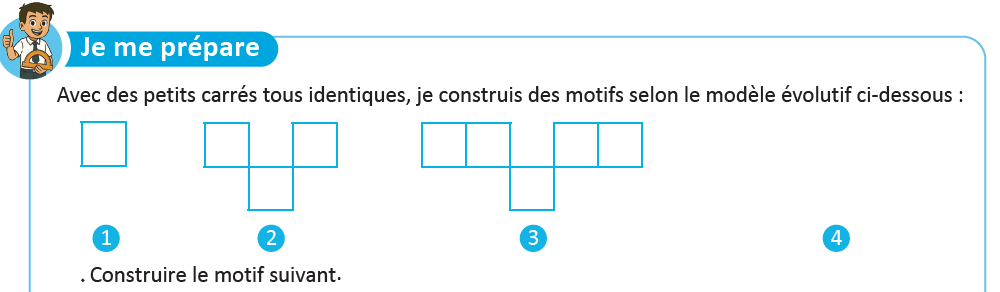 Je me prépare
Avec des petits carrés tous identiques, je construis des motifs selon le modèle évolutif ci-dessous :
1 2 3 4
. Construire le motif suivant.